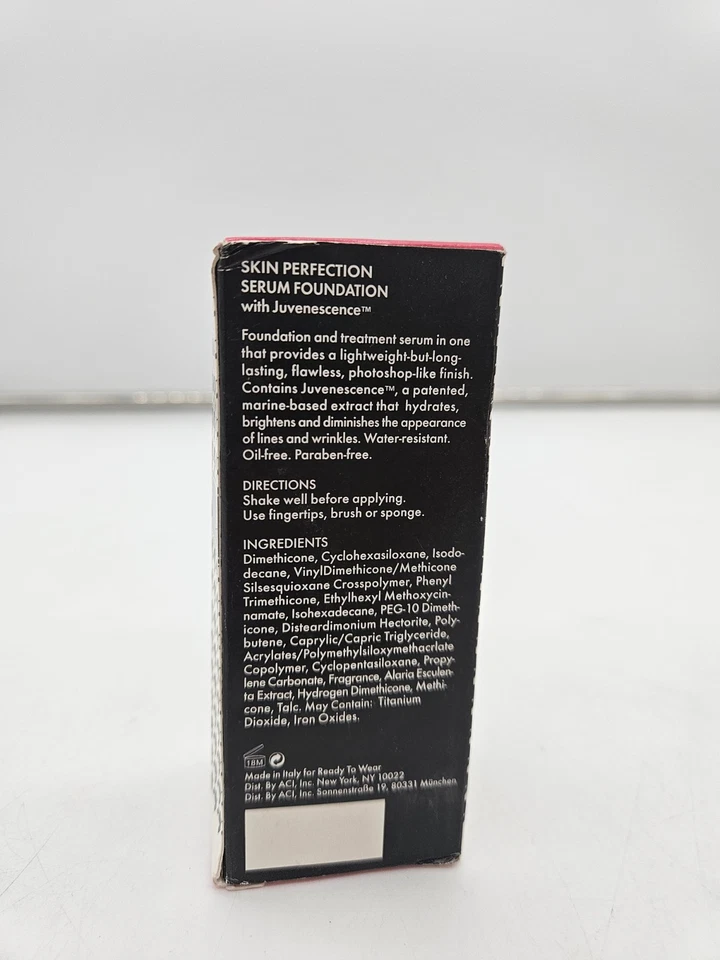 SKIN PERFECTION
SERUM FOUNDATION
with Juvenescence™
Foundation and treatment serum in one
that provides a lightweight-but-long-
lasting, flawless, photoshop-like finish.
Contains Juvenescence™, a patented,
marine-based extract that hydrates,
brightens and diminishes the appearance
of lines and wrinkles. Water-resistant.
Oil-free. Paraben-free.
DIRECTIONS
Shake well before applying.
Use fingertips, brush or sponge.
INGREDIENTS
Dimethicone, Cyclohexasiloxane, Isodo-
decane, VinylDimethicone/Methicone
Silsesquioxane Crosspolymer, Phenyl
Trimethicone, Ethylhexyl Methoxycin-
namate, Isohexadecane, PEG-10 Dimeth-
icone, Disteardimonium Hectorite, Poly-
butene, Caprylic/Capric Triglyceride,
Acrylates/Polymethylsiloxymethacrlate
Copolymer, Cyclopentasiloxane, Propy-
lene Carbonate, Fragrance, Alaria Esculen-
ta Extract, Hydrogen Dimethicone, Methi-
cone, Talc. May Contain: Titanium
Dioxide, Iron Oxides.
18M
Made in Italy for Ready To Wear
Dist. By ACI, Inc. New York, NY 10022
Dist. By ACI, Inc. Sonnenstraße 19, 80331 München